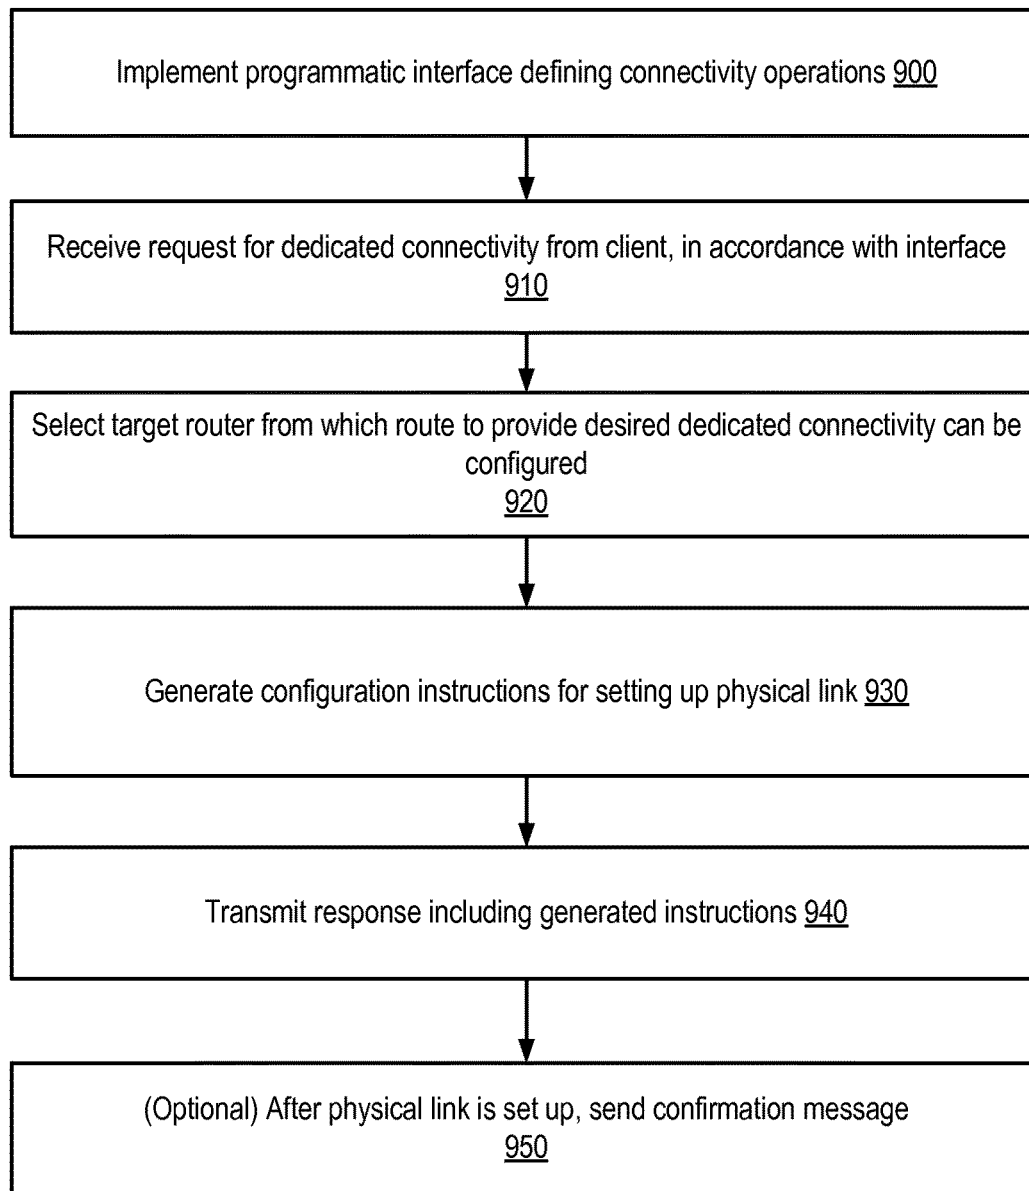 Implement programmatic interface defining connectivity operations 900
Receive request for dedicated connectivity from client, in accordance with interface
910
Select target router from which route to provide desired dedicated connectivity can be
configured
920
Generate configuration instructions for setting up physical link 930
Transmit response including generated instructions 940
(Optional) After physical link is set up, send confirmation message
950